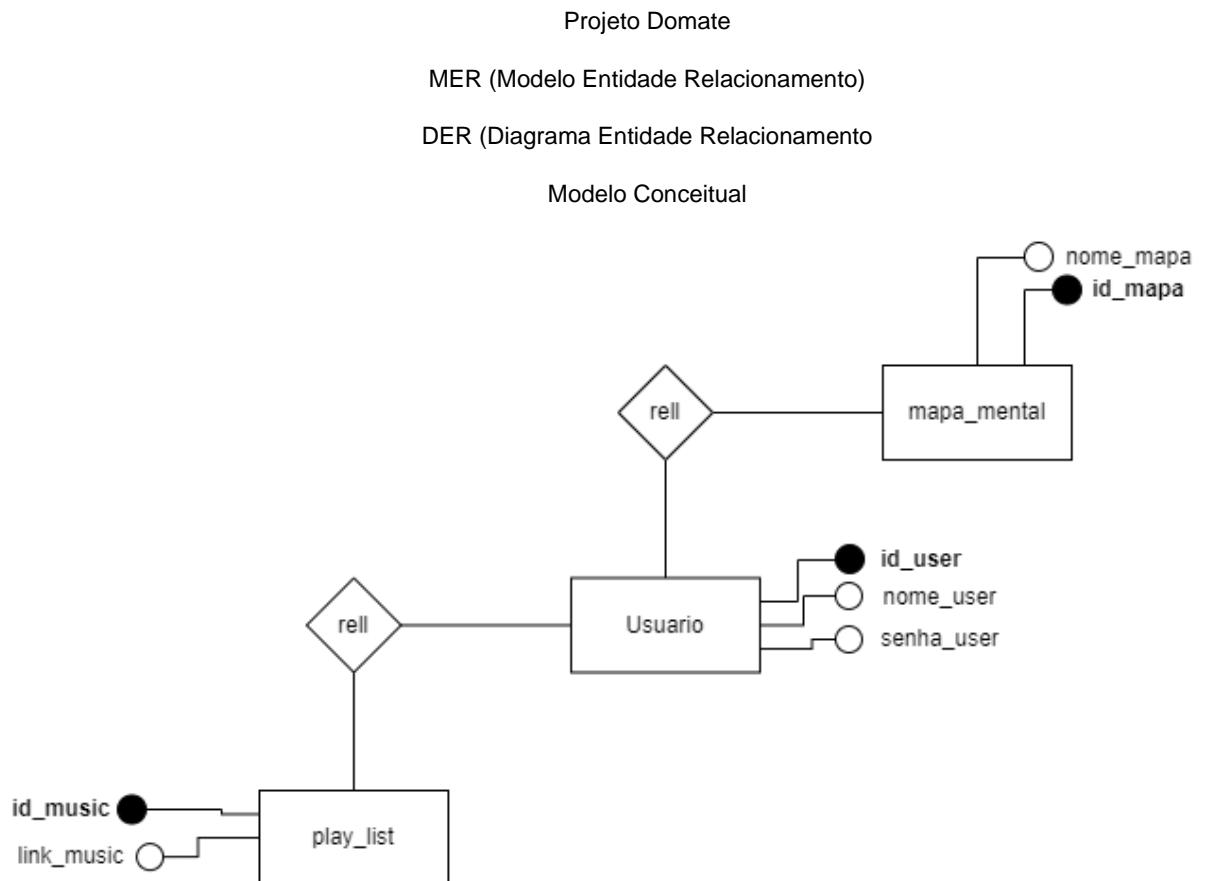 Projeto Domate
MER (Modelo Entidade Relacionamento)
DER (Diagrama Entidade Relacionamento
Modelo Conceitual
nome_mapa
id_mapa
rell
mapa_mental
id_user
nome_user
senha_user
rell
Usuario
id_music
link_music
play_list